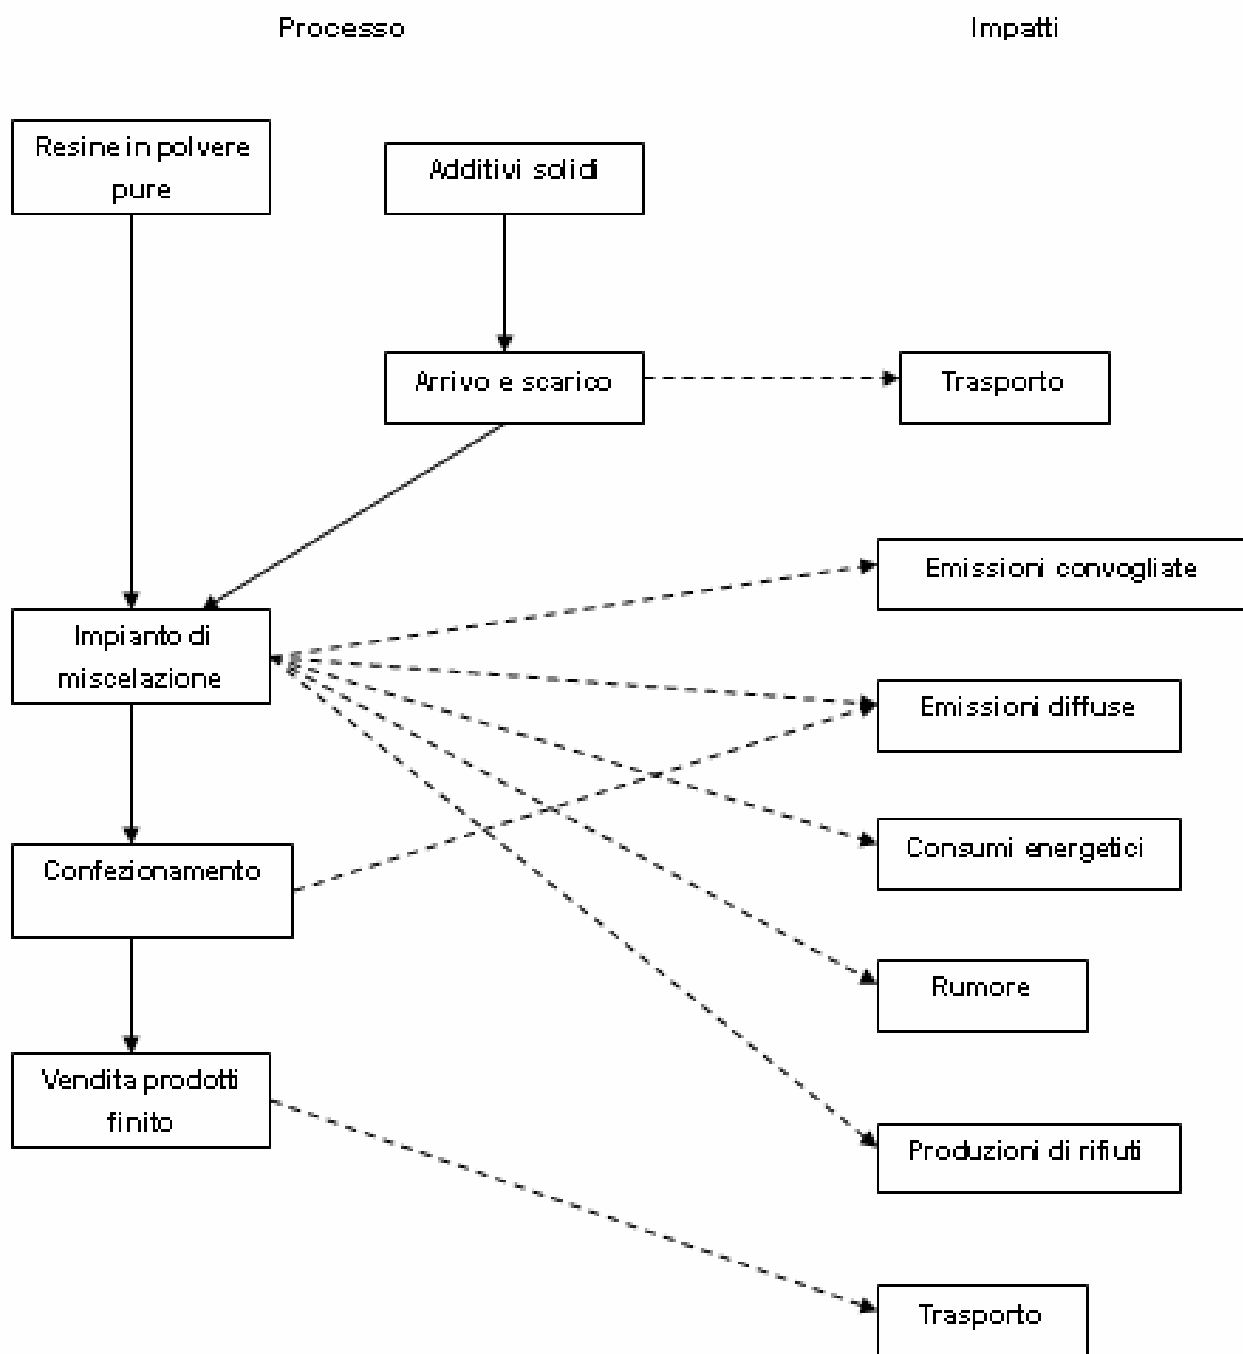 Processo
Impatti
Resine in polvere
pure
Additivi solidi
Arrivo e scarico
Trasporto
Emissioni convogliate
Impianto di
miscelazione
Emissioni diffuse
Consumi energetici
Confezionamento
Rumore
Vendita prodotti
finito
Produzioni di rifiuti
Trasporto